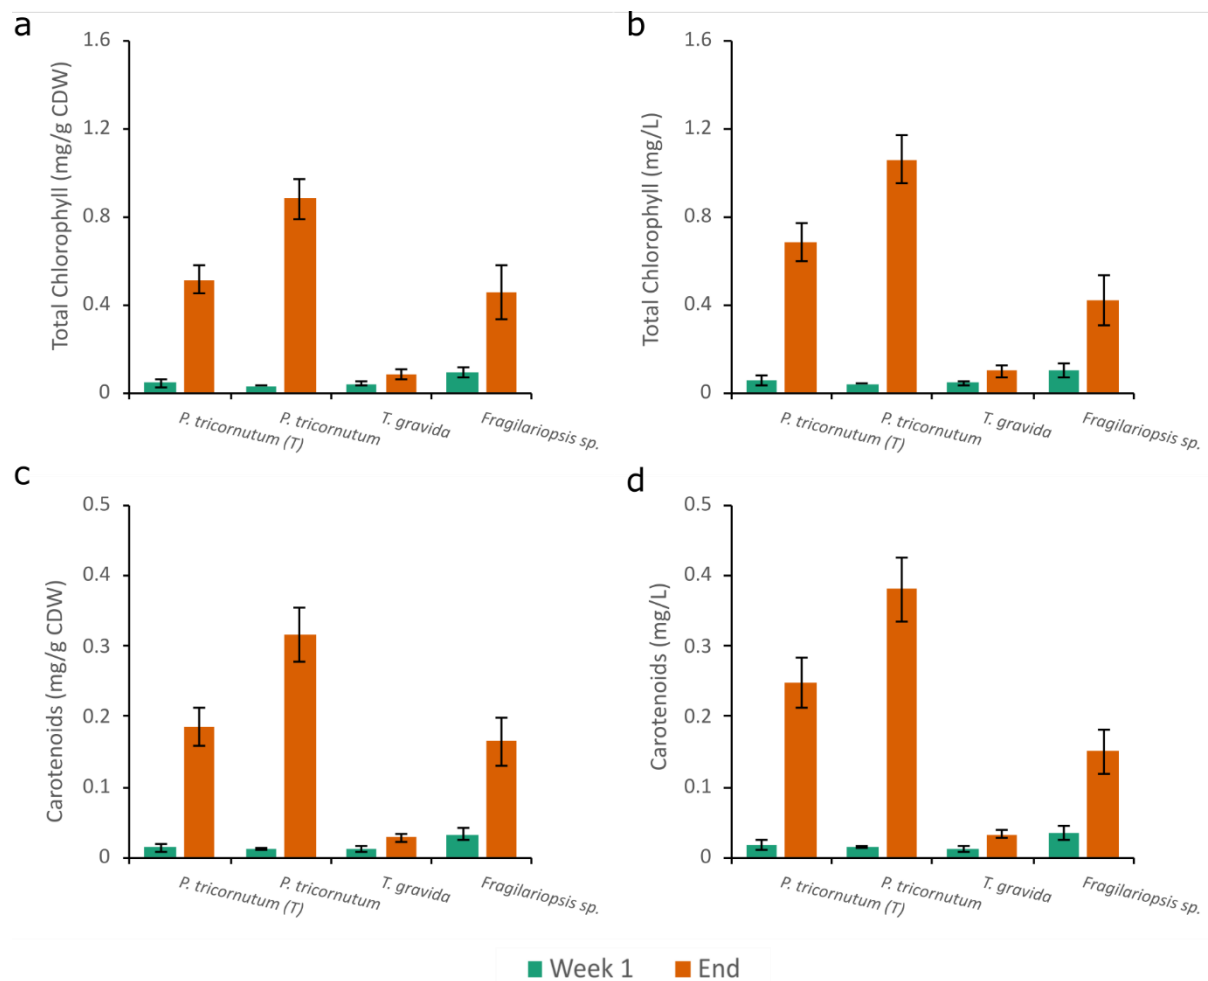 a
Total Chlorophyll (mg/g CDW)
1.6
1.2
0.8
0.4
0
P. tricornutum (T)
P. tricornutum
T. gravida
Fragilariopsis sp.
b
Total Chlorophyll (mg/L)
1.6
1.2
0.8
0.4
0
P. tricornutum (T)
P. tricornutum
T. gravida
Fragilariopsis sp.
c
Carotenoids (mg/g CDW)
0.5
0.4
0.3
0.2
0.1
0
P. tricornutum (T)
P. tricornutum
T. gravida
Fragilariopsis sp.
d
Carotenoids (mg/L)
0.5
0.4
0.3
0.2
0.1
0
P. tricornutum (T)
P. tricornutum
T. gravida
Fragilariopsis sp.
Week 1
End